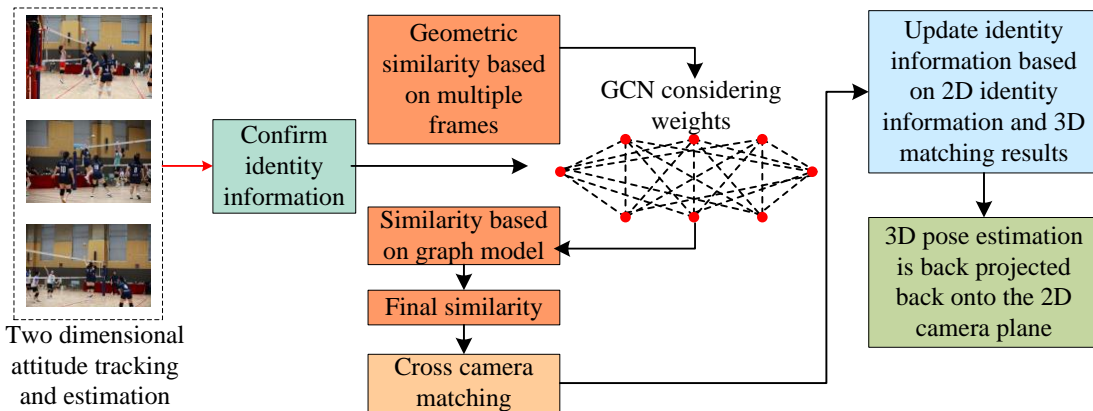 Two dimensional
attitude tracking
and estimation
Confirm
identity
information
Geometric
similarity based
on multiple
frames
GCN considering
weights
Similarity based
on graph model
Final similarity
Cross camera
matching
Update identity
information based
on 2D identity
information and 3D
matching results
3D pose estimation
is back projected
back onto the 2D
camera plane